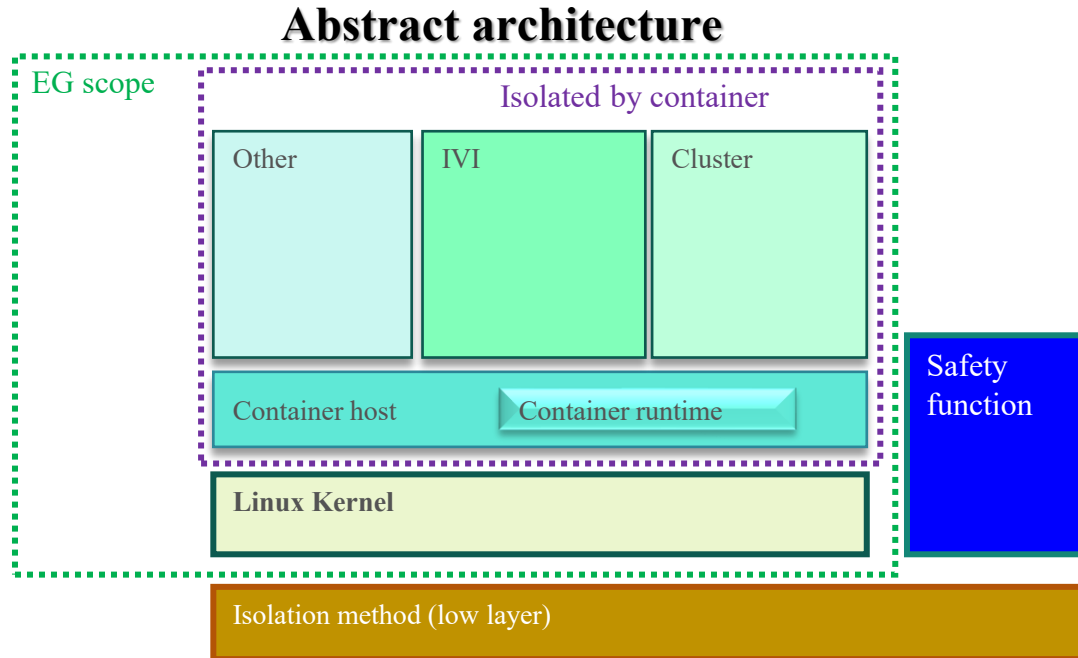 Abstract architecture
EG scope
Isolated by container
Other
IVI
Cluster
Container host
Container runtime
Safety
function
Linux Kernel
Isolation method (low layer)